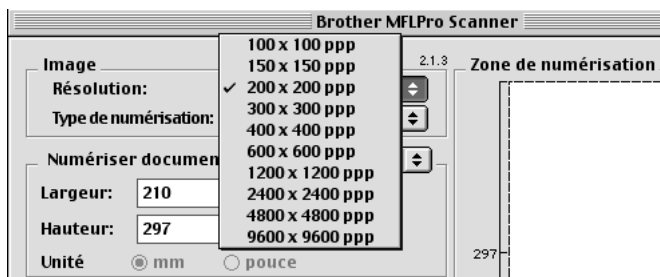 Brother MFLPro Scanner
Image
2.1.3
Résolution:
Type de numérisation:
100 x 100 ppp
150 x 150 ppp
✓ 200 x 200 ppp
300 x 300 ppp
400 x 400 ppp
600 x 600 ppp
1200 x 1200 ppp
2400 x 2400 ppp
4800 x 4800 ppp
9600 x 9600 ppp
Numériser documen
Largeur: 210
Hauteur: 297
Unité mm pouce
Zone de numérisation
297